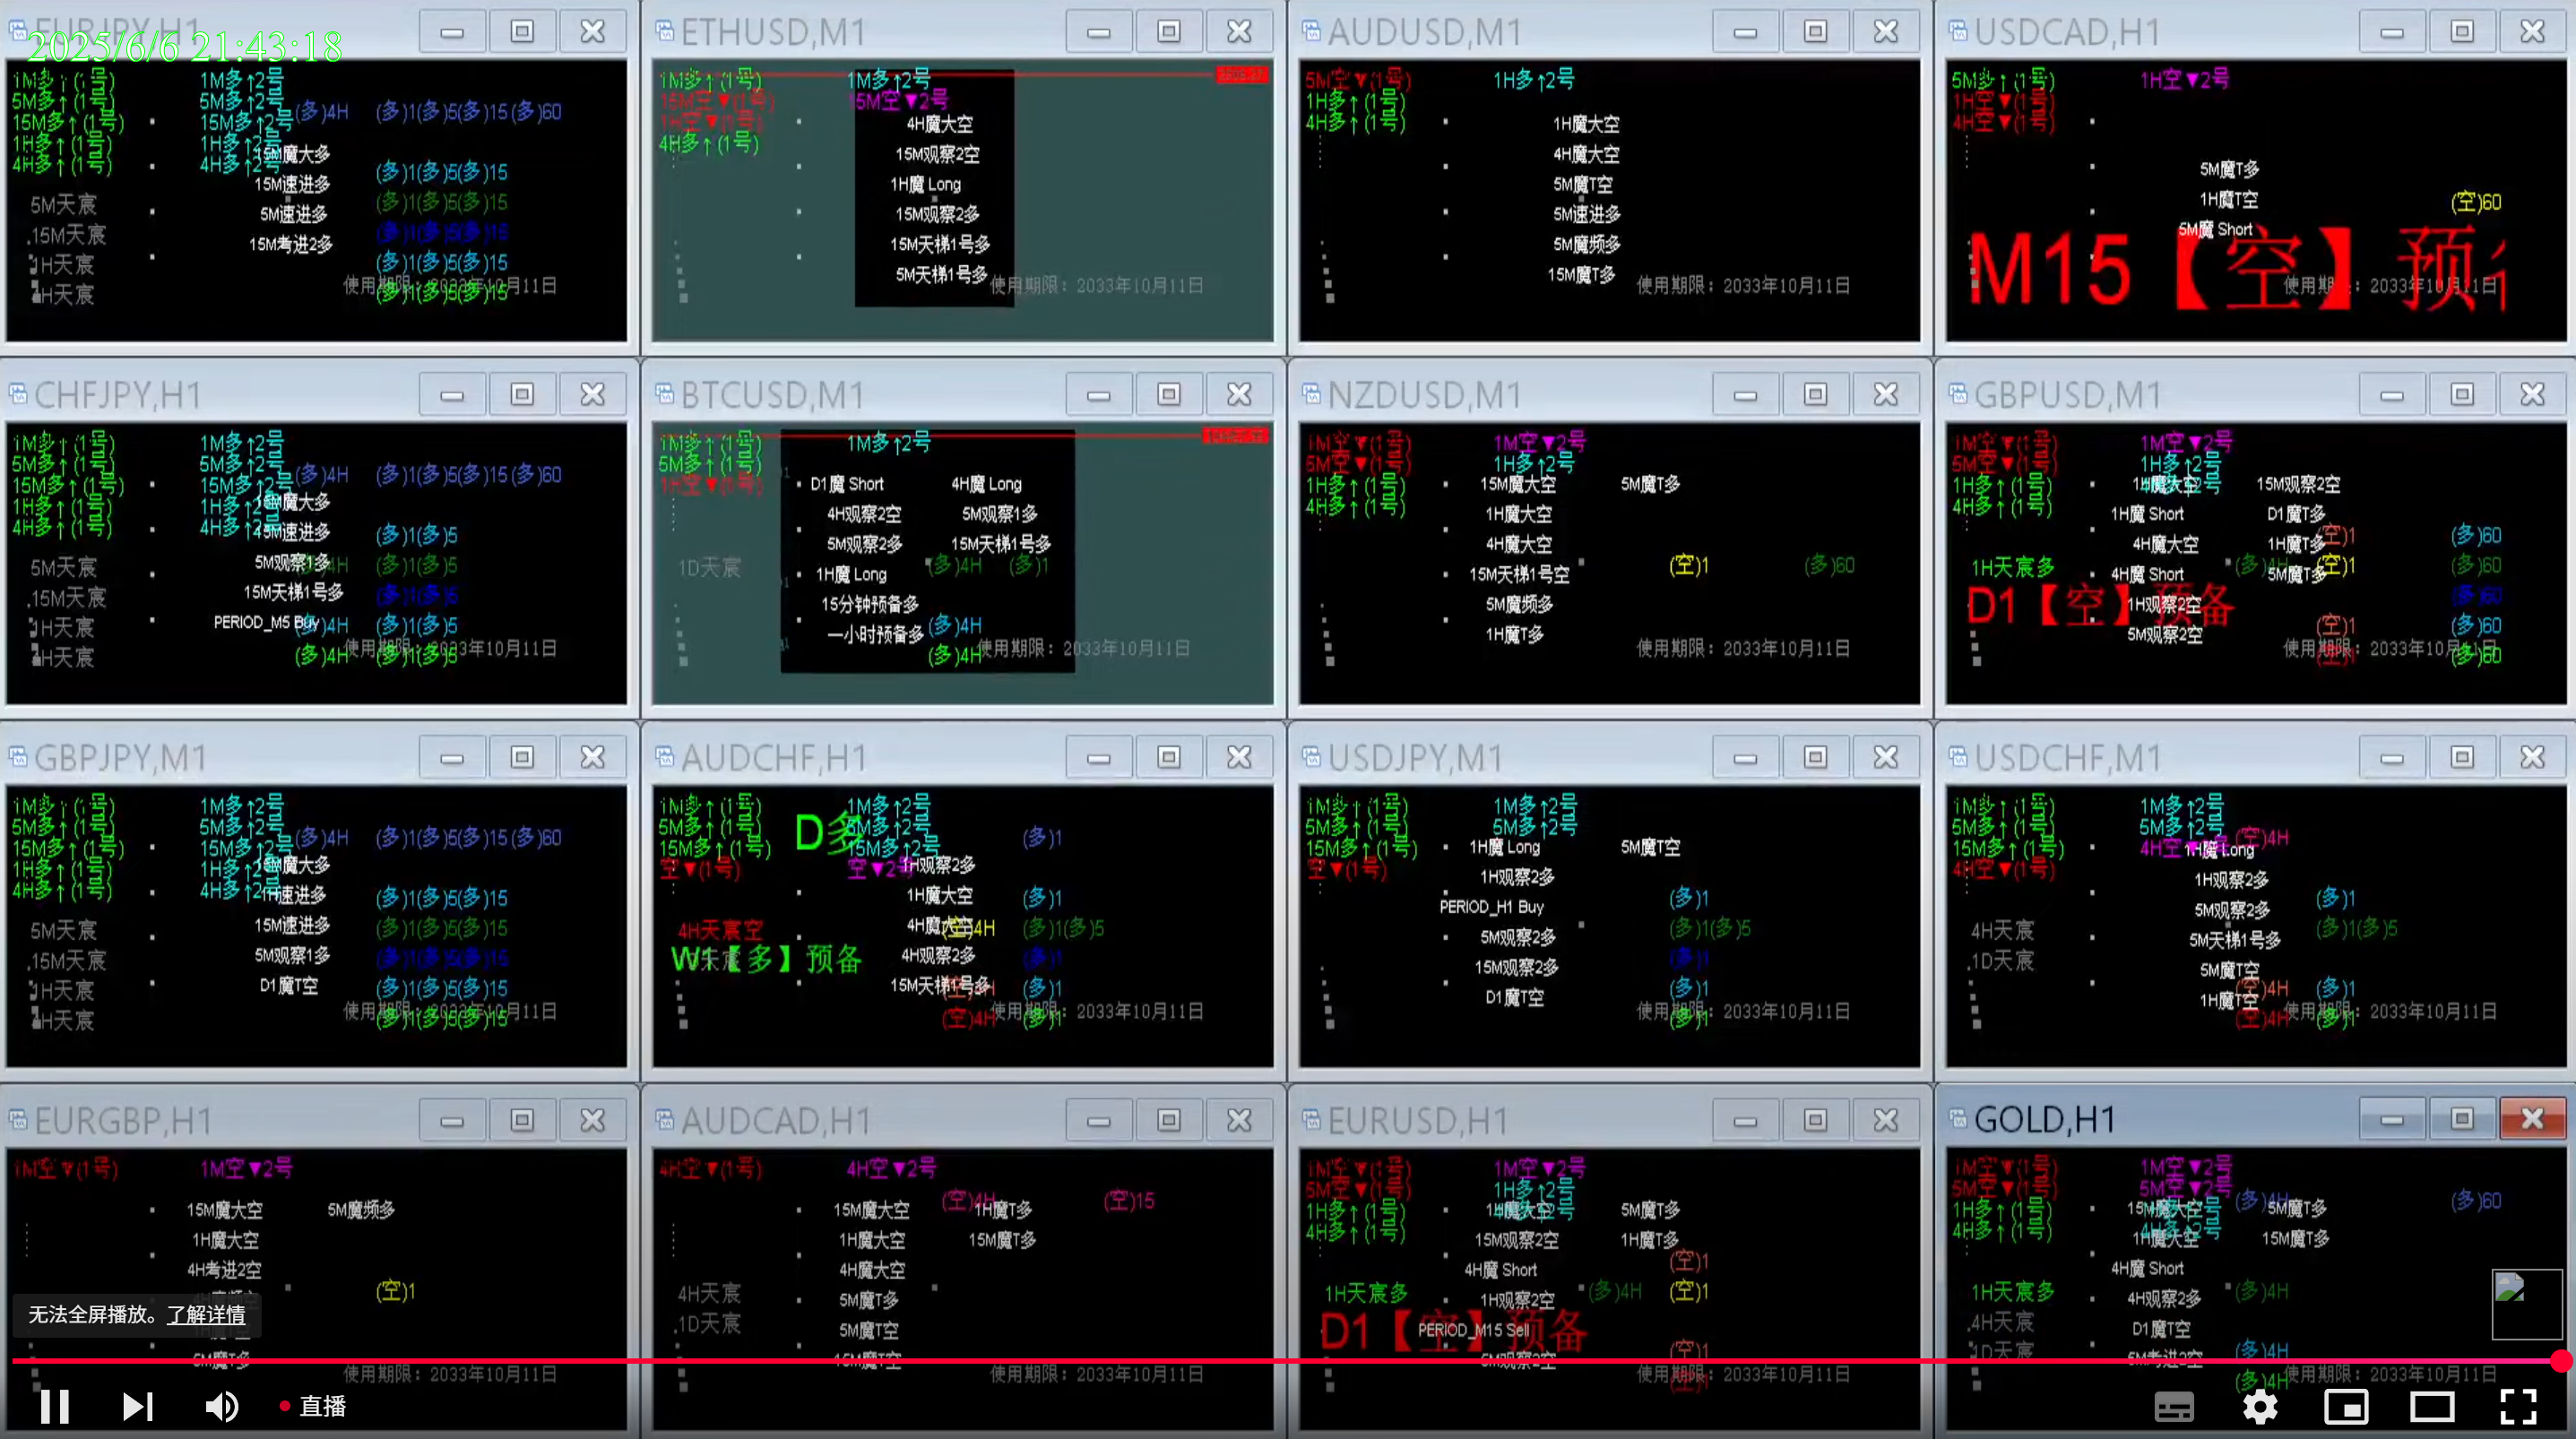 EURJPY,H1
2025/6/6 21:43:18
1M多↑(1号) 1M多↑2号
5M多↑(1号) 5M多↑2号 (多)4H (多)1(多)5(多)15(多)60
15M多↑(1号) 15M多↑2号
1H多↑(1号) 1H多↑2号 15M魔大多
4H多↑(1号) 4H多↑2号 (多)1(多)5(多)15
15M速进多
5M天宸 5M速进多 (多)1(多)5(多)15
15M天宸 15M考进2多 (多)1(多)5(多)15
1H天宸 (多)1(多)5(多)15
4H天宸 (多)1(多)5(多)15
ETHUSD,M1
1M多↑(1号) 1M多↑2号
15M空▼(1号) 15M空▼2号
1H空▼(1号) 4H魔大空
4H多↑(1号) 15M观察2空
1H魔 Long
15M观察2多
15M天梯1号多
5M天梯1号多
使用期限：2033年10月11日
AUDUSD,M1
5M空▼(1号) 1H多↑2号
1H多↑(1号)
4H多↑(1号) 1H魔大空
4H魔大空
5M魔T空
5M速进多
5M魔频多
15M魔T多
使用期限：2033年10月11日
USDCAD,H1
5M多↑(1号) 1H空▼2号
1H空▼(1号)
4H空▼(1号)
5M魔T多
1H魔T空 (空)60
5M魔 Short
M15【空】预
使用期限：2033年10月11日
CHFJPY,H1
1M多↑(1号) 1M多↑2号
5M多↑(1号) 5M多↑2号 (多)4H (多)1(多)5(多)15(多)60
15M多↑(1号) 15M多↑2号
1H多↑(1号) 1H多↑2号 15M魔大多
4H多↑(1号) 4H多↑2号 15M速进多 (多)1(多)5
5M天宸 5M观察1多 (多)4H (多)1(多)5
15M天宸 15M天梯1号多 (多)1(多)5
1H天宸 PERIOD_M5 Buy (多)4H (多)1(多)5
4H天宸 (多)4H (多)1(多)5
BTCUSD,M1
1M多↑(1号) 1M多↑2号
5M多↑(1号)
1H空▼(1号) D1魔 Short 4H魔 Long
4H观察2空 5M观察1多
5M观察2多 15M天梯1号多
1D天宸 1H魔 Long (多)4H (多)1
15分钟预备多
一小时预备多 (多)4H
(多)4H
使用期限：2033年10月11日
NZDUSD,M1
1M空▼(1号) 1M空▼2号
5M空▼(1号) 1H多↑2号
1H多↑(1号) 15M魔大空 5M魔T多
4H多↑(1号) 1H魔大空
4H魔大空
15M天梯1号空 (空)1 (多)60
5M魔频多
1H魔T多
使用期限：2033年10月11日
GBPUSD,M1
1M空▼(1号) 1M空▼2号
5M空▼(1号) 1H多↑2号
1H多↑(1号) 1H魔大空 15M观察2空
4H多↑(1号) 1H魔 Short D1魔T多
4H魔大空 1H魔T多 (空)1 (多)60
1H天宸多 4H魔 Short (多)4H 5M魔T多 (空)1 (多)60
D1【空】预备 1H观察2空 (多)60
5M观察2空 (空)1 (多)60
(多)60
GBPJPY,M1
1M多↑(1号) 1M多↑2号
5M多↑(1号) 5M多↑2号 (多)4H (多)1(多)5(多)15(多)60
15M多↑(1号) 15M多↑2号
1H多↑(1号) 1H多↑2号 15M魔大多
4H多↑(1号) 4H多↑2号 1H速进多 (多)1(多)5(多)15
5M天宸 15M速进多 (多)1(多)5(多)15
15M天宸 5M观察1多 (多)1(多)5(多)15
1H天宸 D1魔T空 (多)1(多)5(多)15
4H天宸 (多)1(多)5(多)15
AUDCHF,H1
1M多↑(1号) D多 1M多↑2号
5M多↑(1号) 5M多↑2号 (多)1
15M多↑(1号) 15M多↑2号
空▼(1号) 空▼2号 1H观察2多
1H魔大空 (多)1
4H天宸空 4H魔大空 (空)4H (多)1(多)5
W1【多】预备 4H观察2多 (多)1
15M天梯1号多 (空)4H (多)1
(空)4H (多)1
使用期限：2033年10月11日
USDJPY,M1
1M多↑(1号) 1M多↑2号
5M多↑(1号) 5M多↑2号
15M多↑(1号) 1H魔 Long 5M魔T空
空▼(1号) 1H观察2多
PERIOD_H1 Buy (多)1
5M观察2多 (多)1(多)5
15M观察2多 (多)1
D1魔T空 (多)1
(多)1
使用期限：2033年10月11日
USDCHF,M1
1M多↑(1号) 1M多↑2号
5M多↑(1号) 5M多↑2号 (空)4H
15M多↑(1号) 4H空▼2号 1H魔 Long
4H空▼(1号) 1H观察2多
5M观察2多 (多)1
4H天宸 5M天梯1号多 (多)1(多)5
1D天宸 5M魔T空
1H魔T空 (空)4H (多)1
(空)4H (多)1
使用期限：2033年10月11日
EURGBP,H1
1M空▼(1号) 1M空▼2号
15M魔大空 5M魔频多
1H魔大空
4H考进2空
(空)1
5M魔T多
使用期限：2033年10月11日
AUDCAD,H1
4H空▼(1号) 4H空▼2号
15M魔大空 (空)4H 1H魔T多 (空)15
1H魔大空 15M魔T多
4H魔大空
4H天宸 5M魔T多
1D天宸 5M魔T空
15M魔T空
使用期限：2033年10月11日
EURUSD,H1
1M空▼(1号) 1M空▼2号
5M空▼(1号) 1H多↑2号
1H多↑(1号) 1H魔大空 5M魔T多
4H多↑(1号) 15M观察2空 1H魔T多
4H魔 Short (空)1
1H天宸多 1H观察2空 (多)4H (空)1
D1【空】预备 PERIOD_M15 Sell
5M观察2空 (空)1
使用期限：2033年10月11日
GOLD,H1
1M空▼(1号) 1M空▼2号
5M空▼(1号) 5M空▼2号
1H多↑(1号) 15M魔大空 (多)4H 5M魔T多 (多)60
4H多↑(1号) 1H魔大空 15M魔T多
4H魔 Short
1H天宸多 4H观察2多 (多)4H
4H天宸 D1魔T空
1D天宸 5M考进2空 (多)4H
(多)4H
使用期限：2033年10月11日
无法全屏播放。了解详情
直播